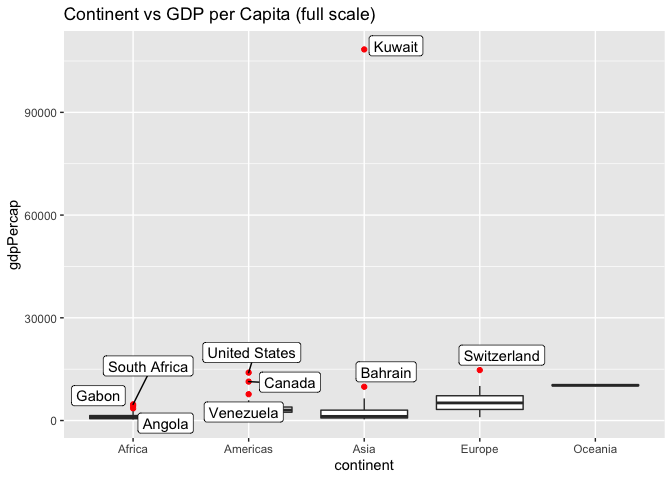 Continent vs GDP per Capita (full scale)
Kuwait
90000
60000
gdpPercap
30000
United States
Switzerland
South Africa
Bahrain
Canada
Gabon
Venezuela
Angola
0
Africa
Americas
Asia
Europe
Oceania
continent